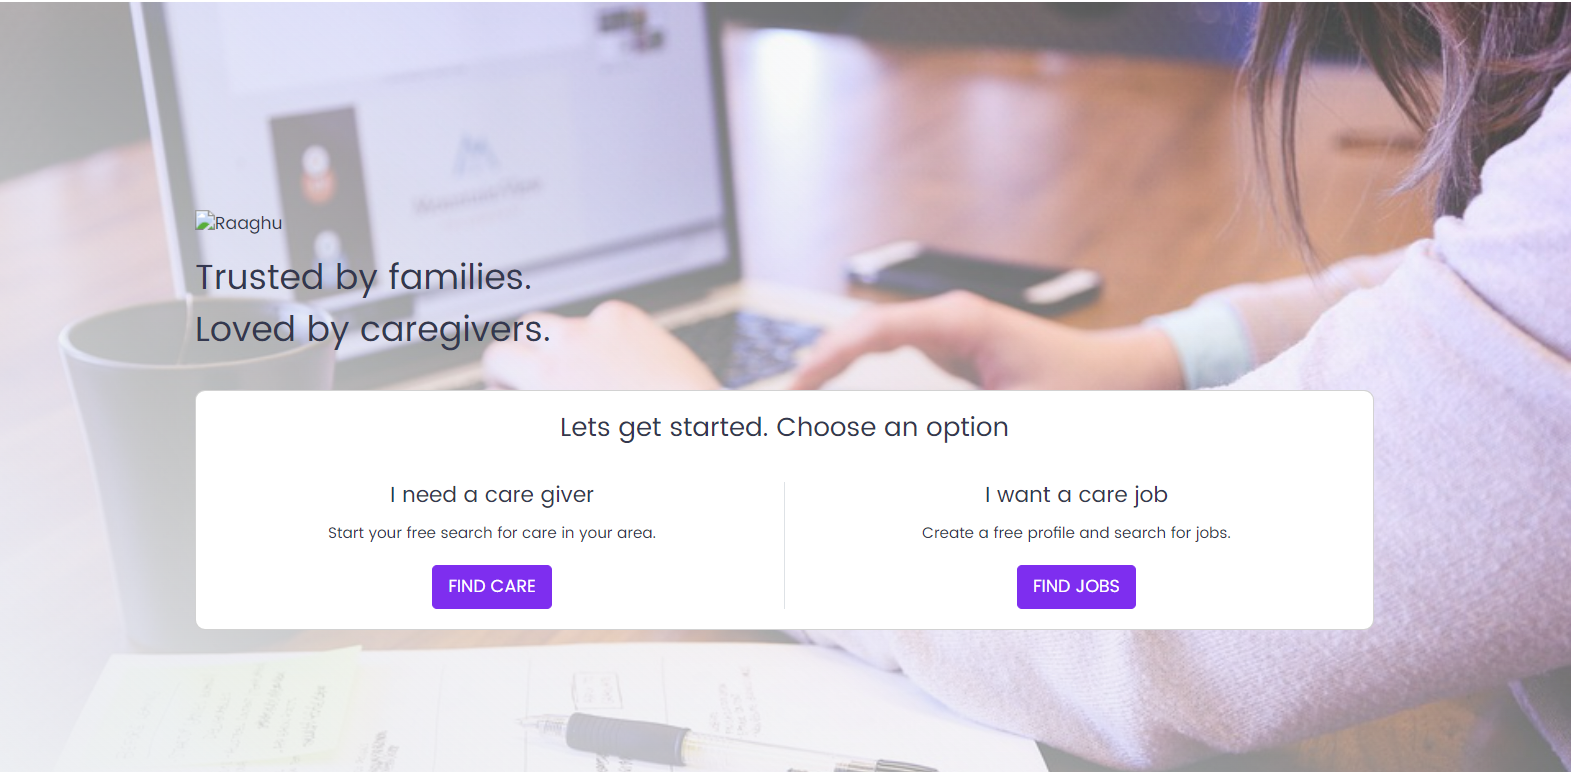 Raaghu
Trusted by families.
Loved by caregivers.
Lets get started. Choose an option
I need a care giver
Start your free search for care in your area.
FIND CARE
I want a care job
Create a free profile and search for jobs.
FIND JOBS